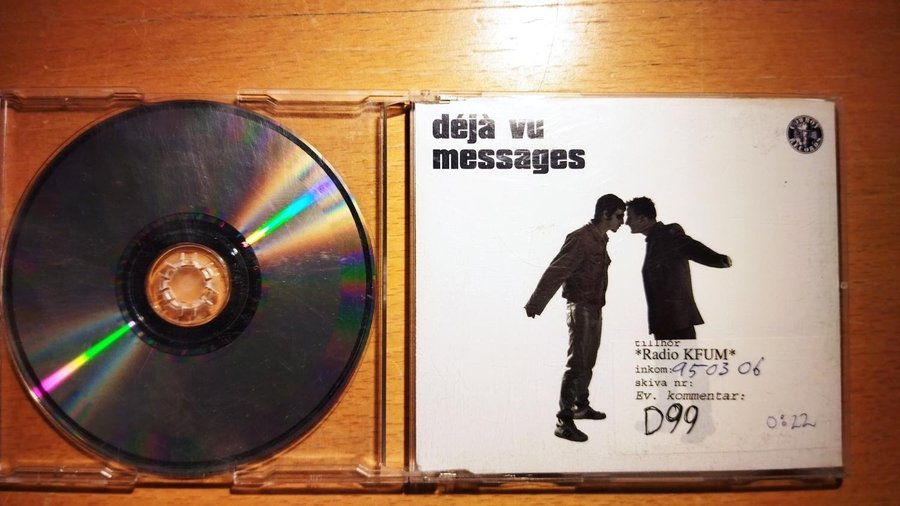 déjà vu
messages
tillhör
*Radio KFUM*
inkom: 95 03 06
skiva nr:
Ev. kommentar:
D99
0:22